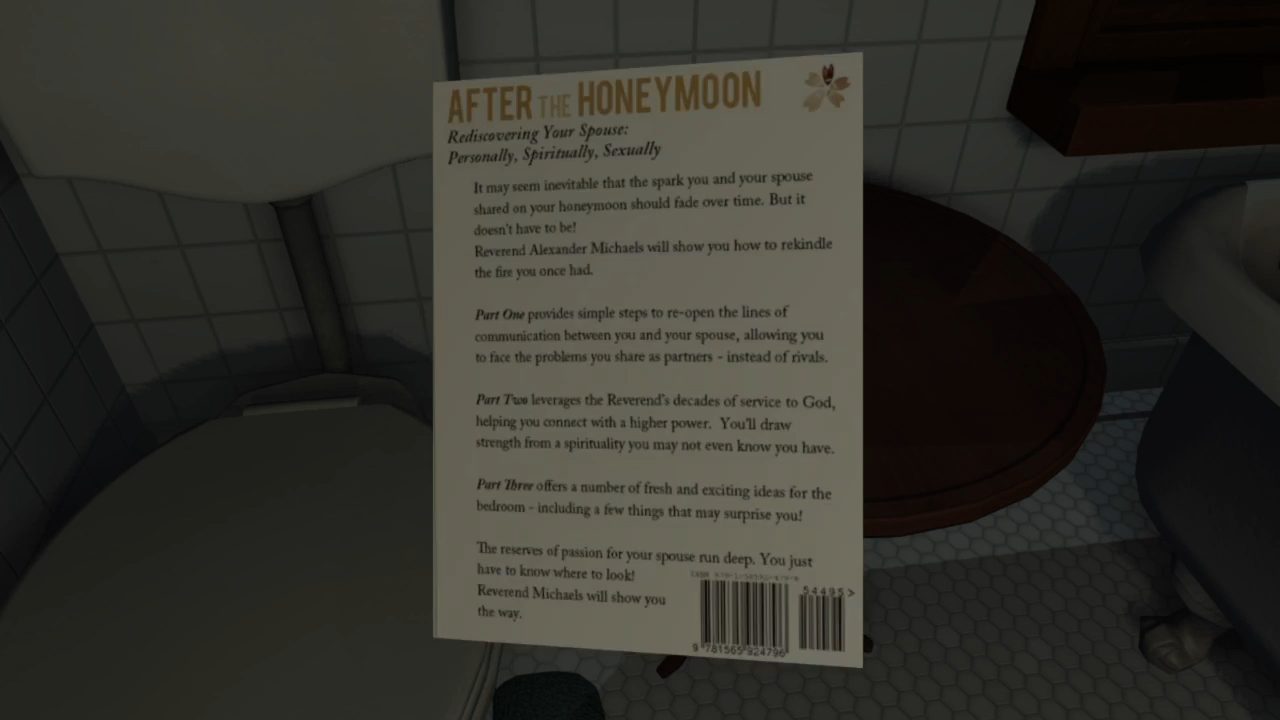 AFTER THE HONEYMOON
Rediscovering Your Spouse:
Personally, Spiritually, Sexually
It may seem inevitable that the spark you and your spouse
shared on your honeymoon should fade over time. But it
doesn't have to be!
Reverend Alexander Michaels will show you how to rekindle
the fire you once had.
Part One provides simple steps to re-open the lines of
communication between you and your spouse, allowing you
to face the problems you share as partners - instead of rivals.
Part Two leverages the Reverend's decades of service to God,
helping you connect with a higher power. You'll draw
strength from a spirituality you may not even know you have.
Part Three offers a number of fresh and exciting ideas for the
bedroom - including a few things that may surprise you!
The reserves of passion for your spouse run deep. You just
have to know where to look!
Reverend Michaels will show you
the way.
ISBN
54495>
9 781565 924796